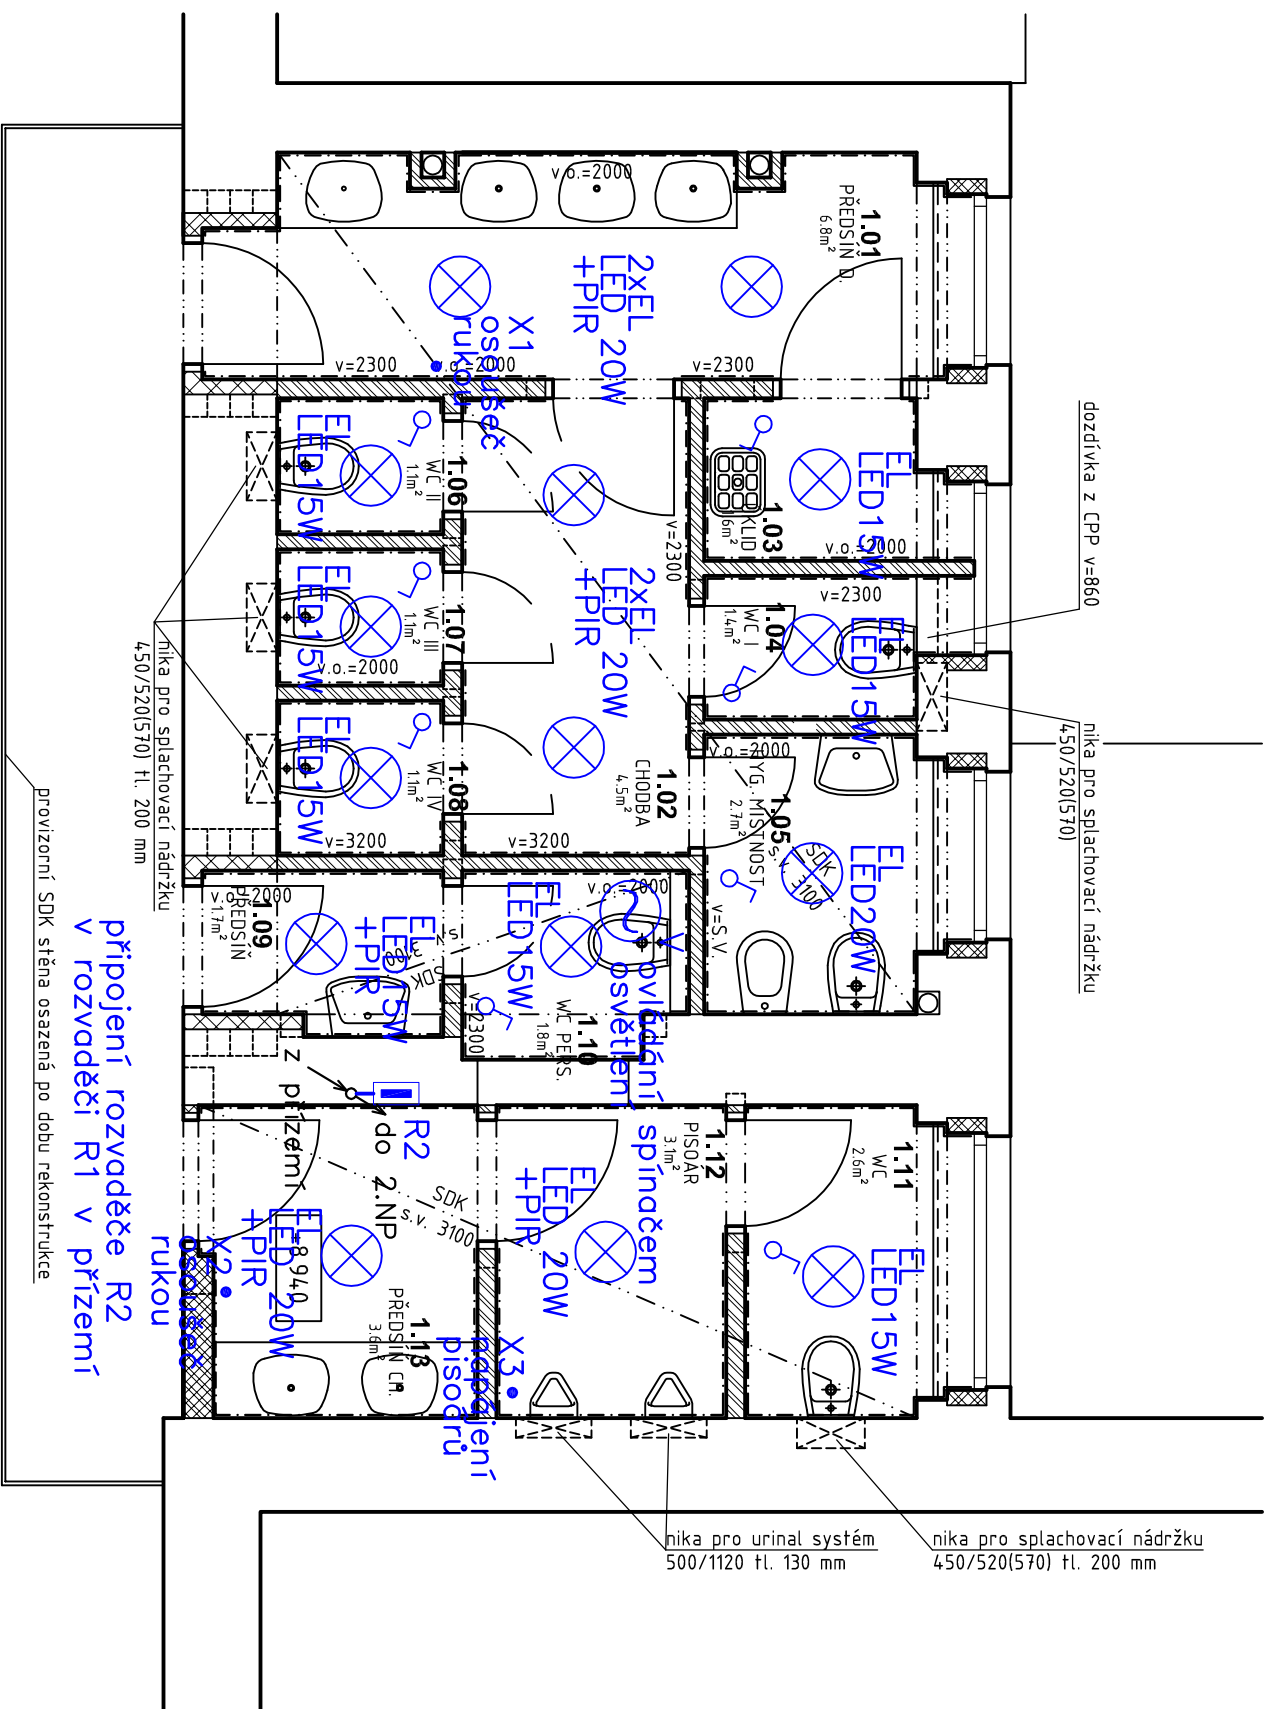 1.01
PŘEDSÍŇ D.
6.8m²
v.o.=2000
2xEL
LED 20W
+PIR
X1
osoušeč
rukou
v=2300
v.o.=2000
v=2300
dozdívka z CPP v=860
EL
LED15W
1.03
6m²
v.o.=2000
EL
LED15W
1.06
WC II
1.1m²
v=2300
2xEL
LED 20W
+PIR
v=2300
1.04
WC I
1.4m²
EL
LED15W
EL
LED15W
1.07
WC III
1.1m²
v.o.=2000
nika pro splachovací nádržku
450/520(570) tl. 200 mm
nika pro splachovací nádržku
450/520(570)
EL
LED15W
1.08
WC IV
1.1m²
v=3200
v=3200
1.02
CHODBA
4.5m²
v.o.=2000
1.05
HYG. MÍSTNOST
2.7m²
SDK
s.v. 3100
EL
LED20W
v=S.V
provizorní SDK stěna osazená po dobu rekonstrukce
v.o.=2000
1.09
PŘEDSÍŇ
1.7m²
EL
LED15W
+PIR
SDK
s.v. 3100
EL
LED15W
v.o.=2000
v=2300
1.10
WC PERS.
1.8m²
ovládání spínačem
osvětlení
připojení rozvaděče R2
v rozvaděči R1 v přízemí
z přízemí
do 2.NP
R2
1.12
PISOÁR
3.1m²
1.11
WC
2.6m²
SDK
s.v. 3100
EL
LED 20W
+PIR
EL
LED 20W
+PIR
+8,940
EL
LED15W
X2
osoušeč
rukou
1.13
PŘEDSÍŇ CH.
3.6m²
X3
napájení
pisoárů
nika pro urinal systém
500/1120 tl. 130 mm
nika pro splachovací nádržku
450/520(570) tl. 200 mm